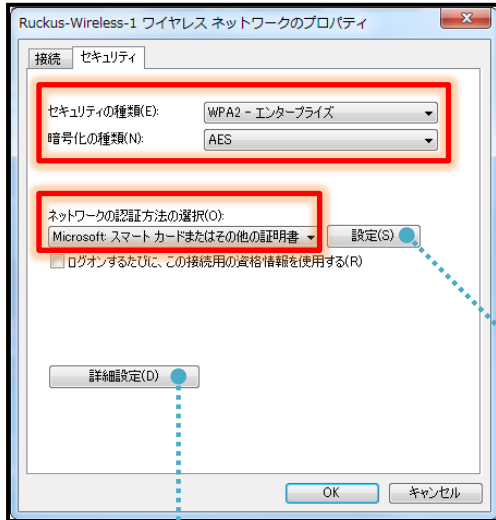 Ruckus-Wireless-1 ワイヤレス ネットワークのプロパティ
接続 セキュリティ
セキュリティの種類(E): WPA2 - エンタープライズ
暗号化の種類(N): AES
ネットワークの認証方法の選択(O):
Microsoft: スマート カードまたはその他の証明書 設定(S)
ログオンするたびに、この接続用の資格情報を使用する(R)
詳細設定(D)
OK キャンセル